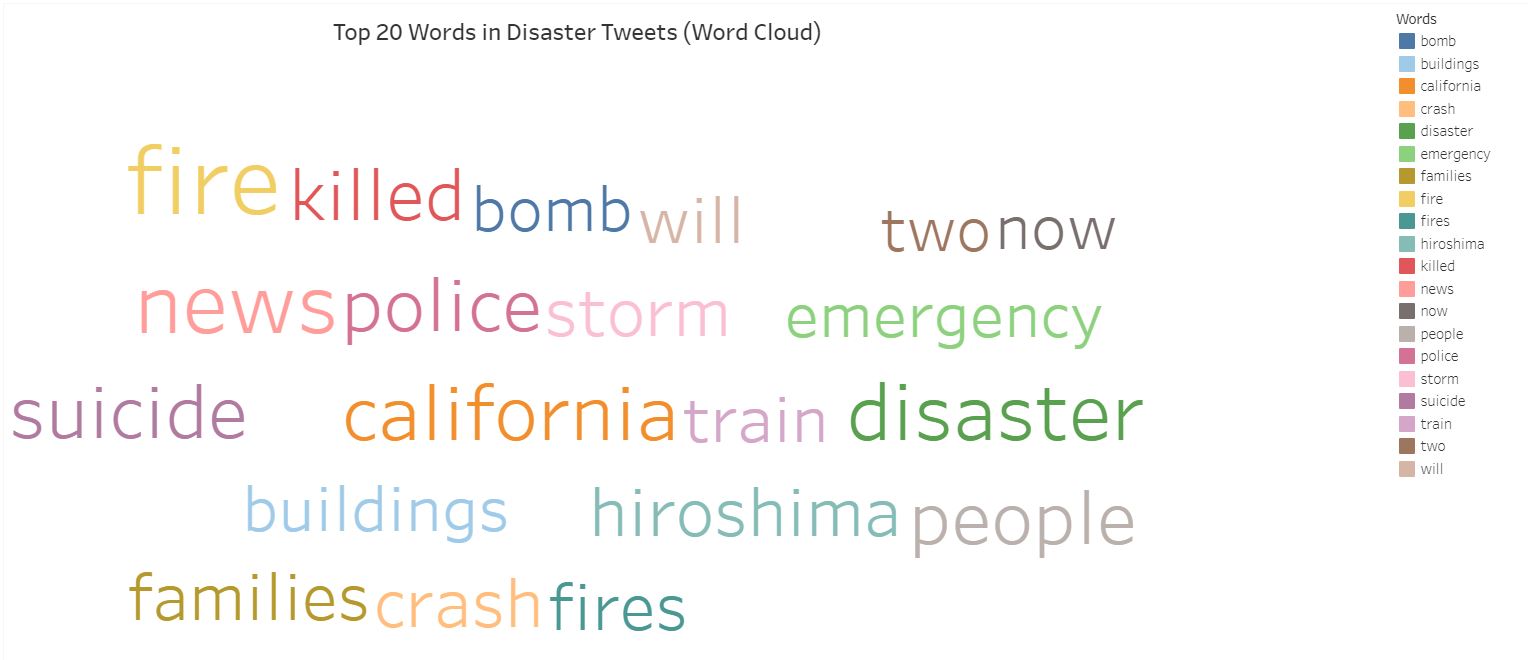 Top 20 Words in Disaster Tweets (Word Cloud)
fire killed bomb will two now
news police storm emergency
suicide california train disaster
buildings hiroshima people
families crash fires
Words
bomb
buildings
california
crash
disaster
emergency
families
fire
fires
hiroshima
killed
news
now
people
police
storm
suicide
train
two
will